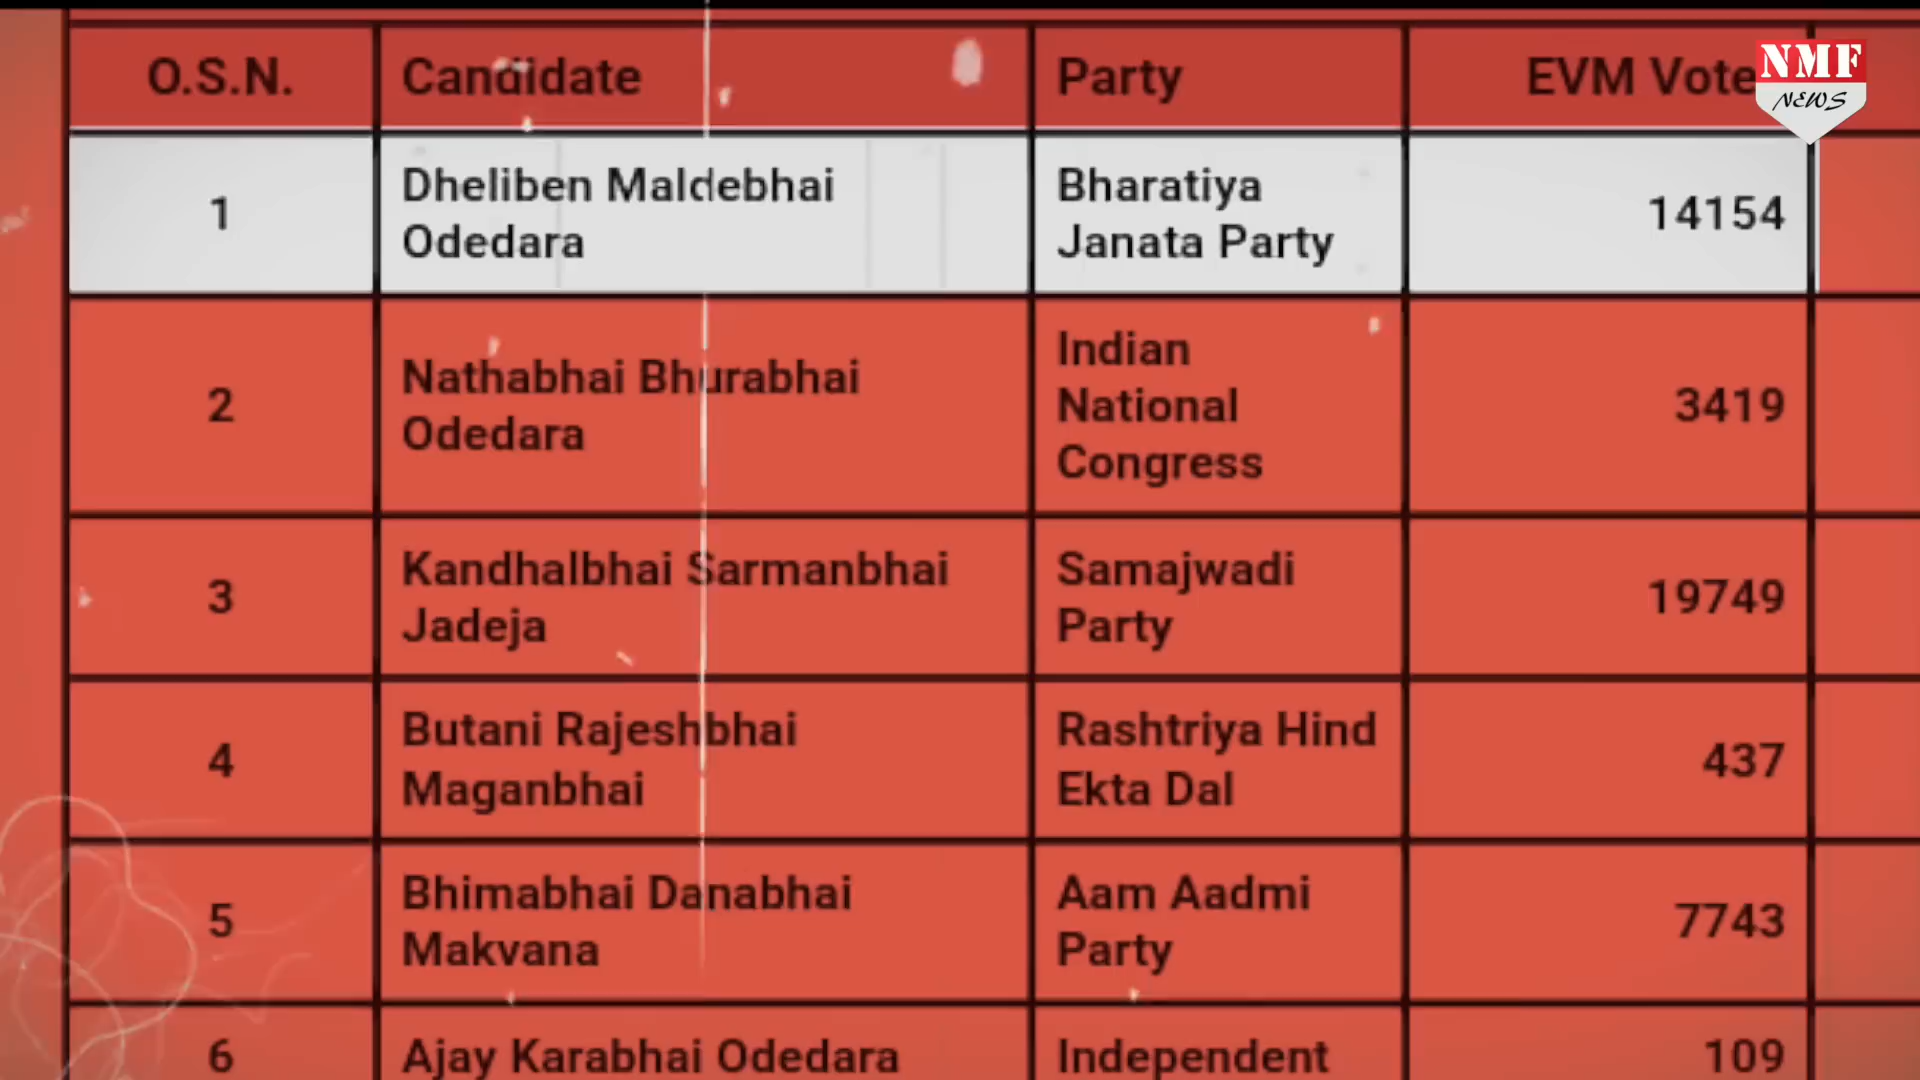 O.S.N. Candidate Party EVM Vote
NMF
NEWS
1 Dheliben Maldebhai Bharatiya 14154
Odedara Janata Party
2 Nathabhai Bhurabhai Indian 3419
Odedara National
Congress
3 Kandhalbhai Sarmanbhai Samajwadi 19749
Jadeja Party
4 Butani Rajeshbhai Rashtriya Hind 437
Maganbhai Ekta Dal
5 Bhimabhai Danabhai Aam Aadmi 7743
Makvana Party
6 Ajay Karabhai Odedara Independent 109